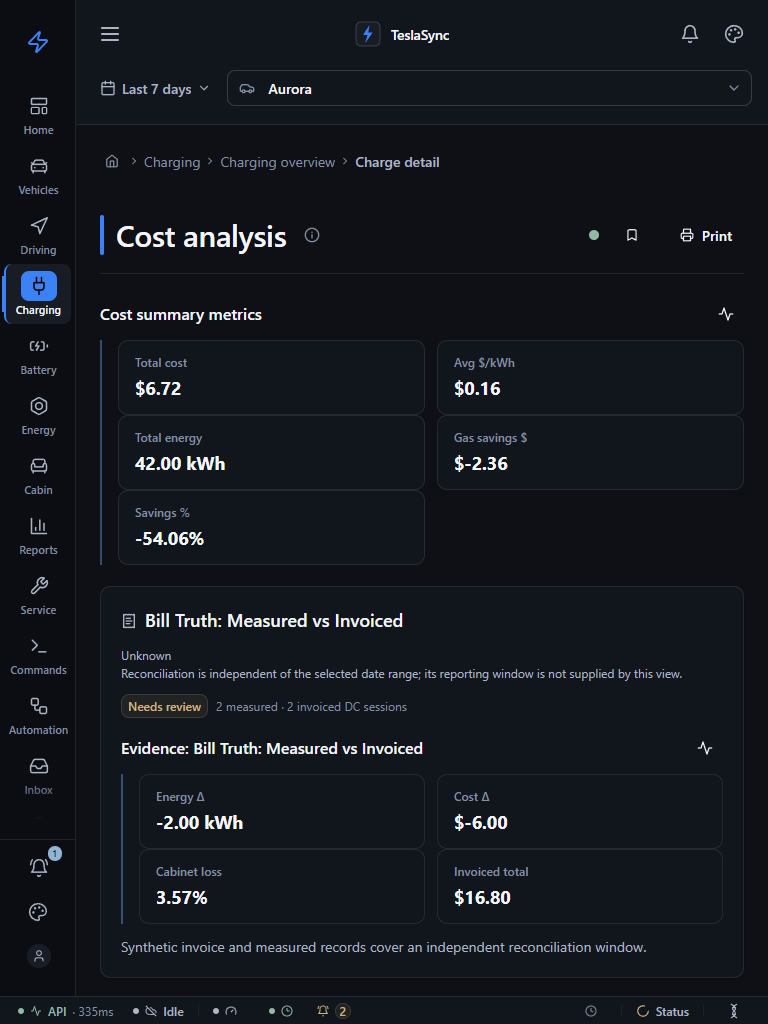 TeslaSync
Last 7 days
Aurora
Home
Vehicles
Driving
Charging
Battery
Energy
Cabin
Reports
Service
Commands
Automation
Inbox
1
Charging > Charging overview > Charge detail
Cost analysis
Print
Cost summary metrics
Total cost
$6.72
Avg $/kWh
$0.16
Total energy
42.00 kWh
Gas savings $
$-2.36
Savings %
-54.06%
Bill Truth: Measured vs Invoiced
Unknown
Reconciliation is independent of the selected date range; its reporting window is not supplied by this view.
Needs review 2 measured · 2 invoiced DC sessions
Evidence: Bill Truth: Measured vs Invoiced
Energy Δ
-2.00 kWh
Cost Δ
$-6.00
Cabinet loss
3.57%
Invoiced total
$16.80
Synthetic invoice and measured records cover an independent reconciliation window.
API · 335ms Idle 2 Status